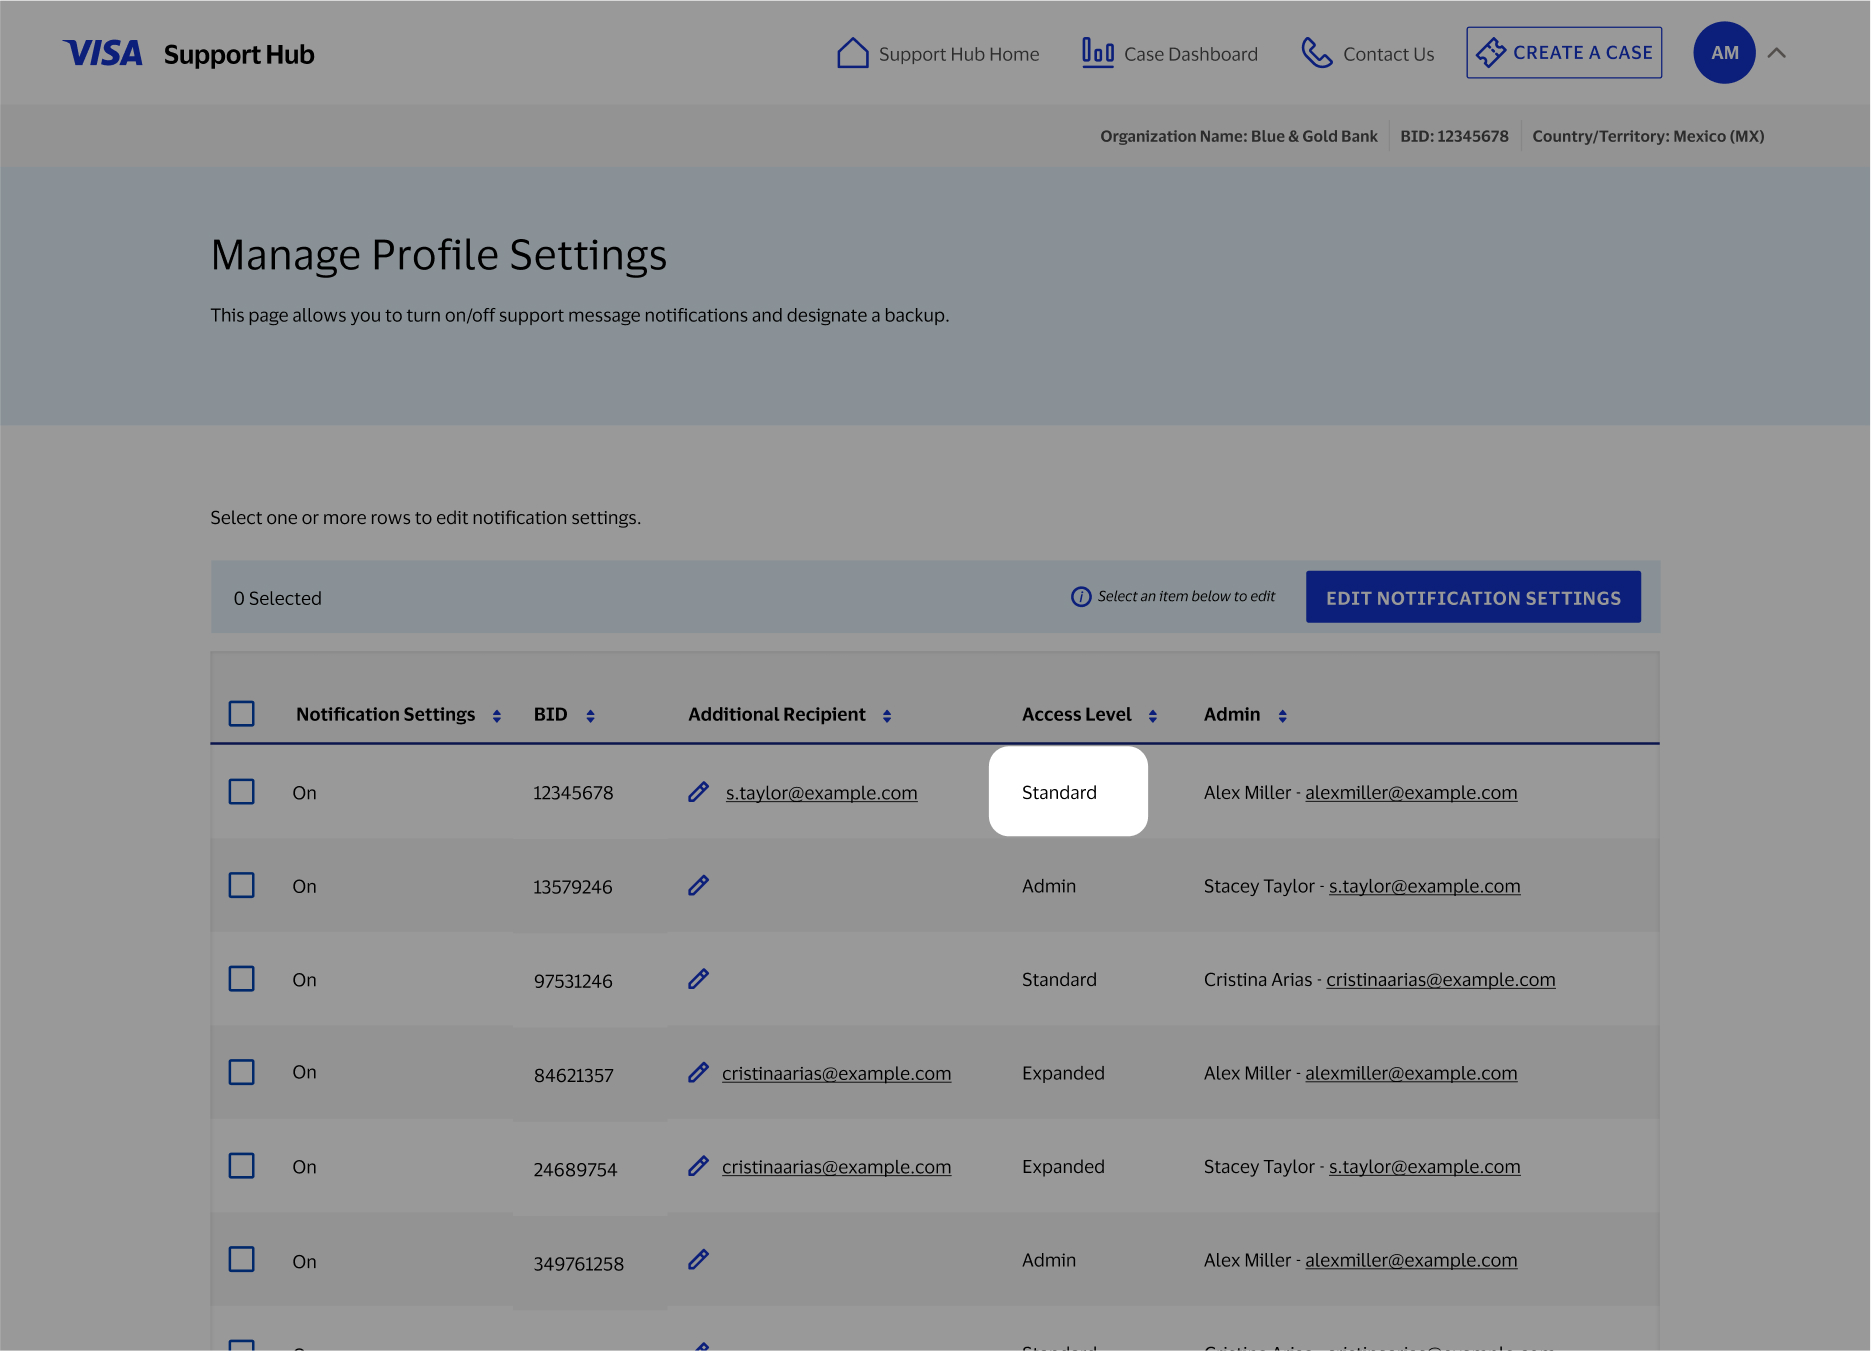 VISA Support Hub
Support Hub Home
Case Dashboard
Contact Us
CREATE A CASE
AM
Organization Name: Blue & Gold Bank
BID: 12345678
Country/Territory: Mexico (MX)
Manage Profile Settings
This page allows you to turn on/off support message notifications and designate a backup.
Select one or more rows to edit notification settings.
0 Selected
Select an item below to edit
EDIT NOTIFICATION SETTINGS
Notification Settings BID Additional Recipient Access Level Admin
On 12345678 s.taylor@example.com Standard Alex Miller - alexmiller@example.com
On 13579246 Admin Stacey Taylor - s.taylor@example.com
On 97531246 Standard Cristina Arias - cristinaarias@example.com
On 84621357 cristinaarias@example.com Expanded Alex Miller - alexmiller@example.com
On 24689754 cristinaarias@example.com Expanded Stacey Taylor - s.taylor@example.com
On 349761258 Admin Alex Miller - alexmiller@example.com